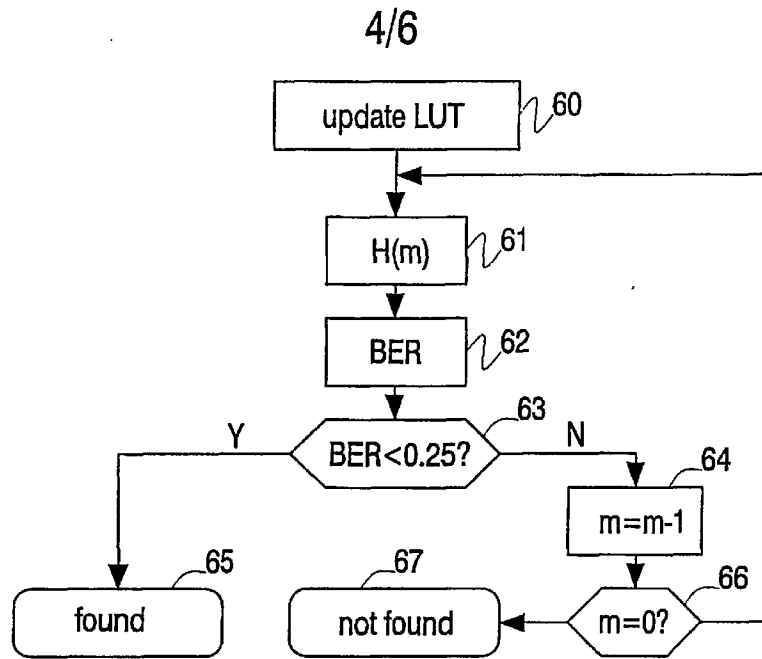 4/6
update LUT
60
H(m)
61
BER
62
63
Y
BER<0.25?
N
64
m=m-1
65
67
66
found
not found
m=0?